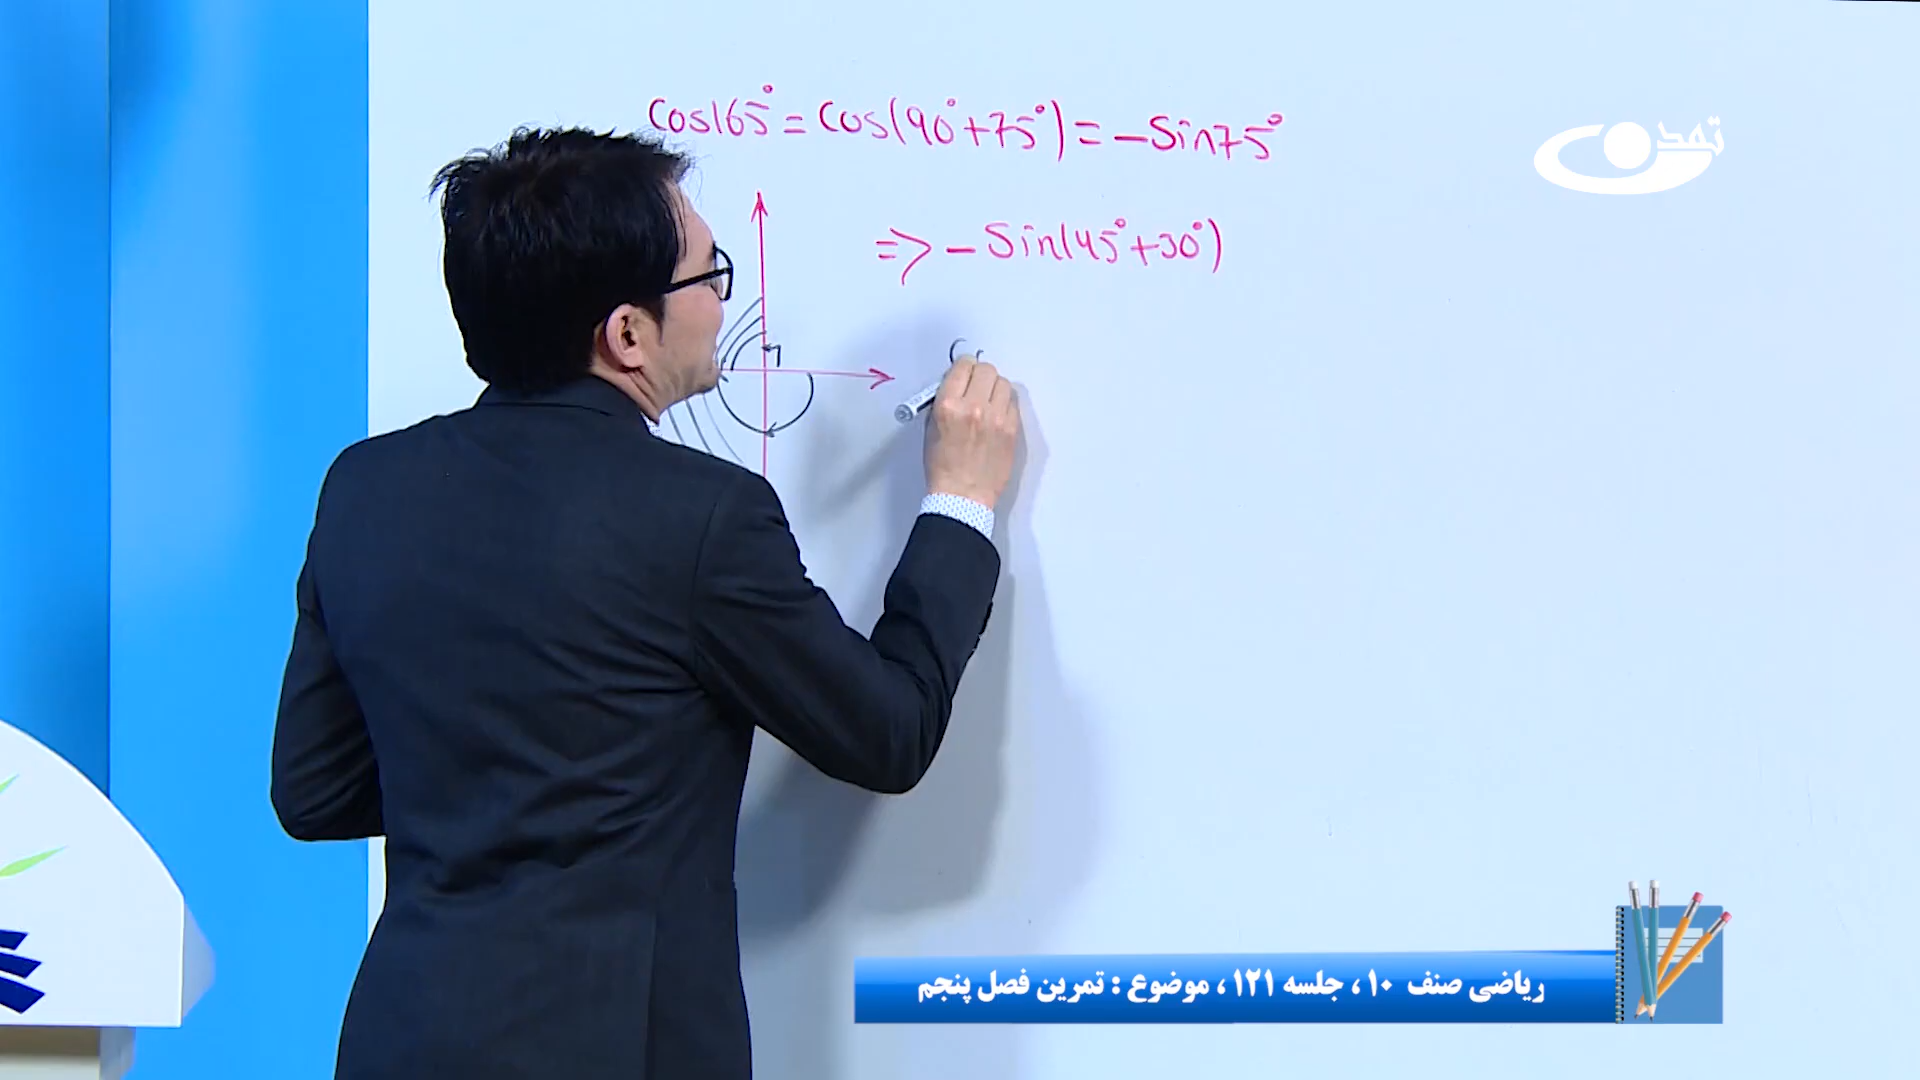 cos165° = cos(90°+75°) = -sin75°
تمدن
=> -sin(45°+30°)
ریاضی صنف ۱۰ ، جلسه ۱۲۱ ، موضوع : تمرین فصل پنجم